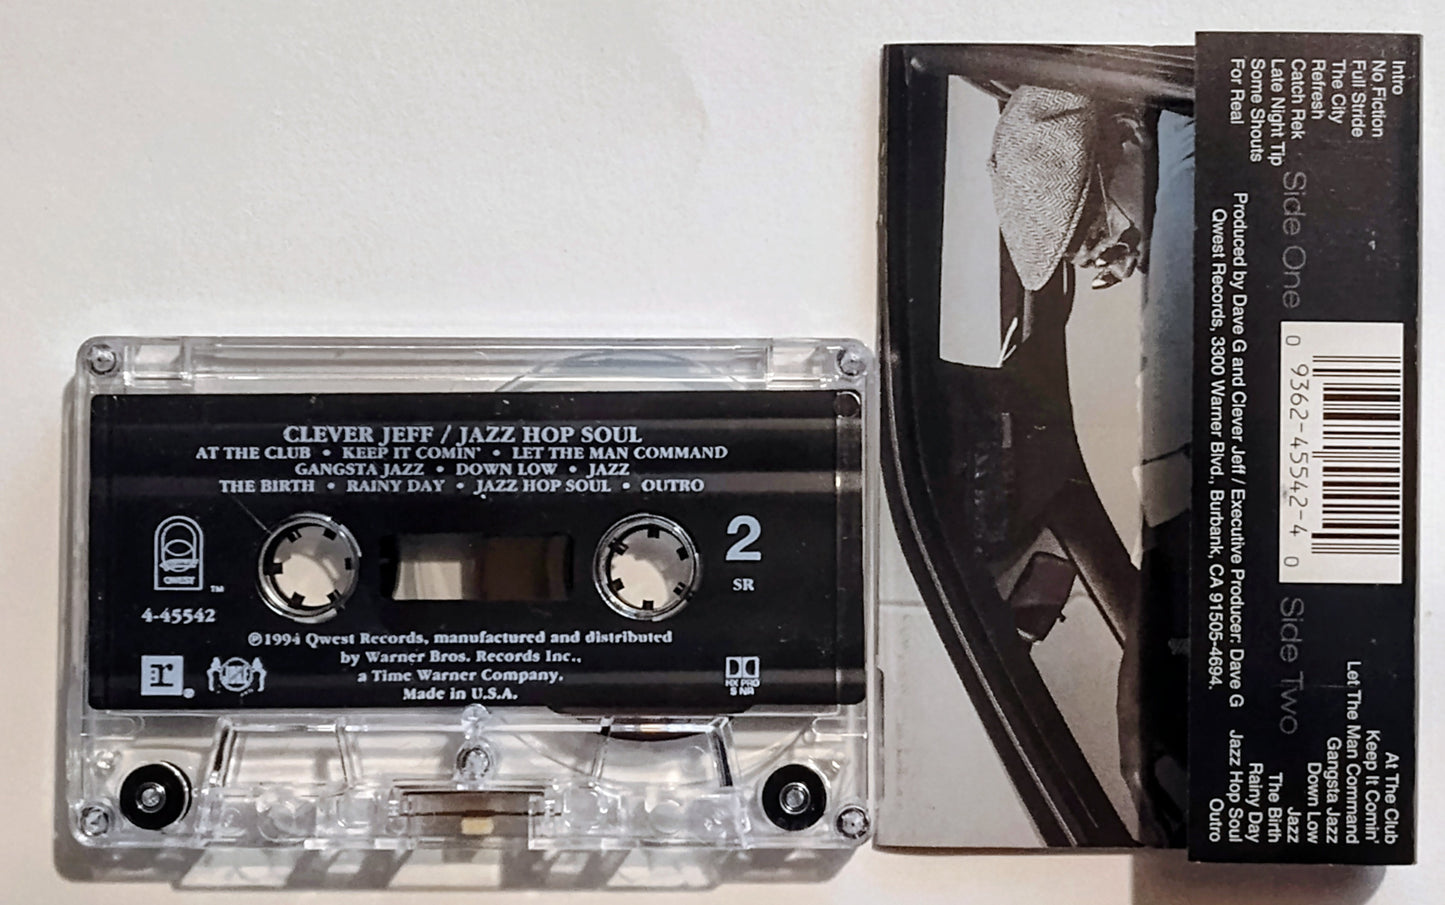 CLEVER JEFF / JAZZ HOP SOUL
AT THE CLUB • KEEP IT COMIN' • LET THE MAN COMMAND
GANGSTA JAZZ • DOWN LOW • JAZZ
THE BIRTH • RAINY DAY • JAZZ HOP SOUL • OUTRO
QWEST
TM
4-45542
2
SR
℗1994 Qwest Records, manufactured and distributed
by Warner Bros. Records Inc.,
a Time Warner Company.
Made in U.S.A.
r
®
HX PRO
S NR
Intro
No Fiction
Full Stride
The City
Refresh
Catch Rek
Late Night Tip
Some Shouts
For Real
Side One
Produced by Dave G and Clever Jeff / Executive Producer: Dave G
Qwest Records, 3300 Warner Blvd., Burbank, CA 91505-4694.
0 9362-45542-4 0
Side Two
At The Club
Keep It Comin'
Let The Man Command
Gangsta Jazz
Down Low
Jazz
The Birth
Rainy Day
Jazz Hop Soul
Outro